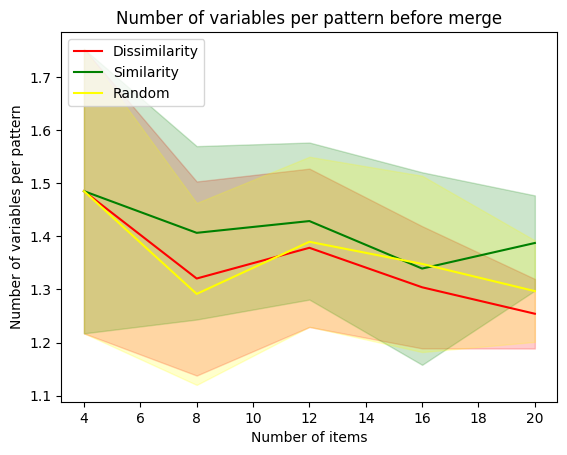 Number of variables per pattern before merge
Dissimilarity
Similarity
Random
Number of variables per pattern
1.7
1.6
1.5
1.4
1.3
1.2
1.1
4 6 8 10 12 14 16 18 20
Number of items